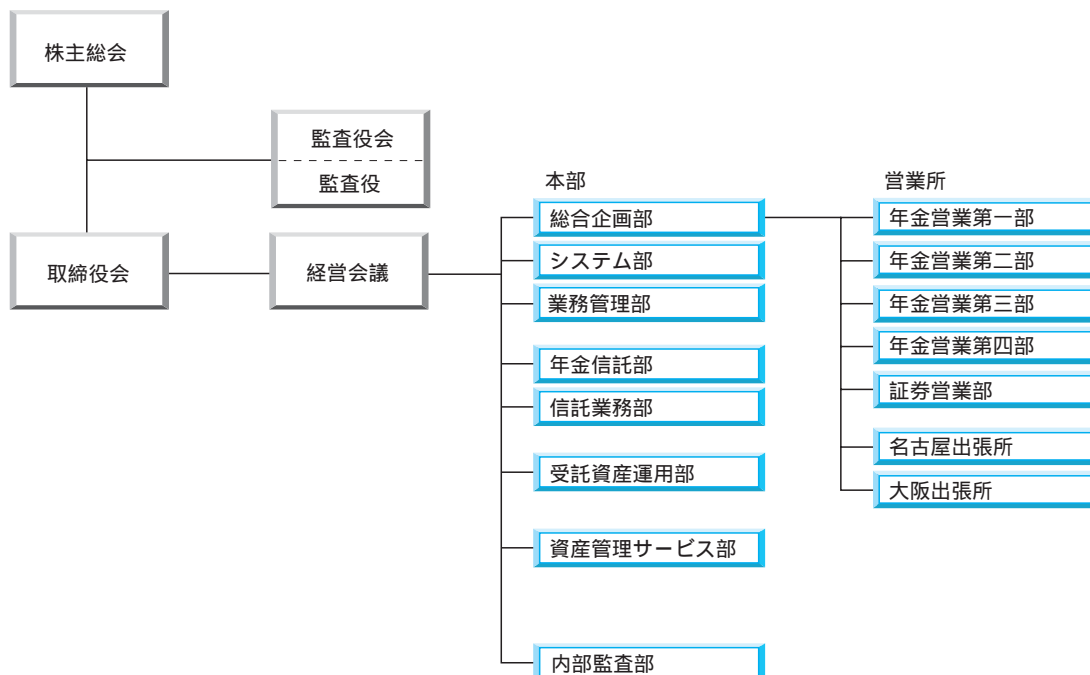 株主総会
監査役会
監査役
取締役会
経営会議
本部
総合企画部
システム部
業務管理部
年金信託部
信託業務部
受託資産運用部
資産管理サービス部
内部監査部
営業所
年金営業第一部
年金営業第二部
年金営業第三部
年金営業第四部
証券営業部
名古屋出張所
大阪出張所